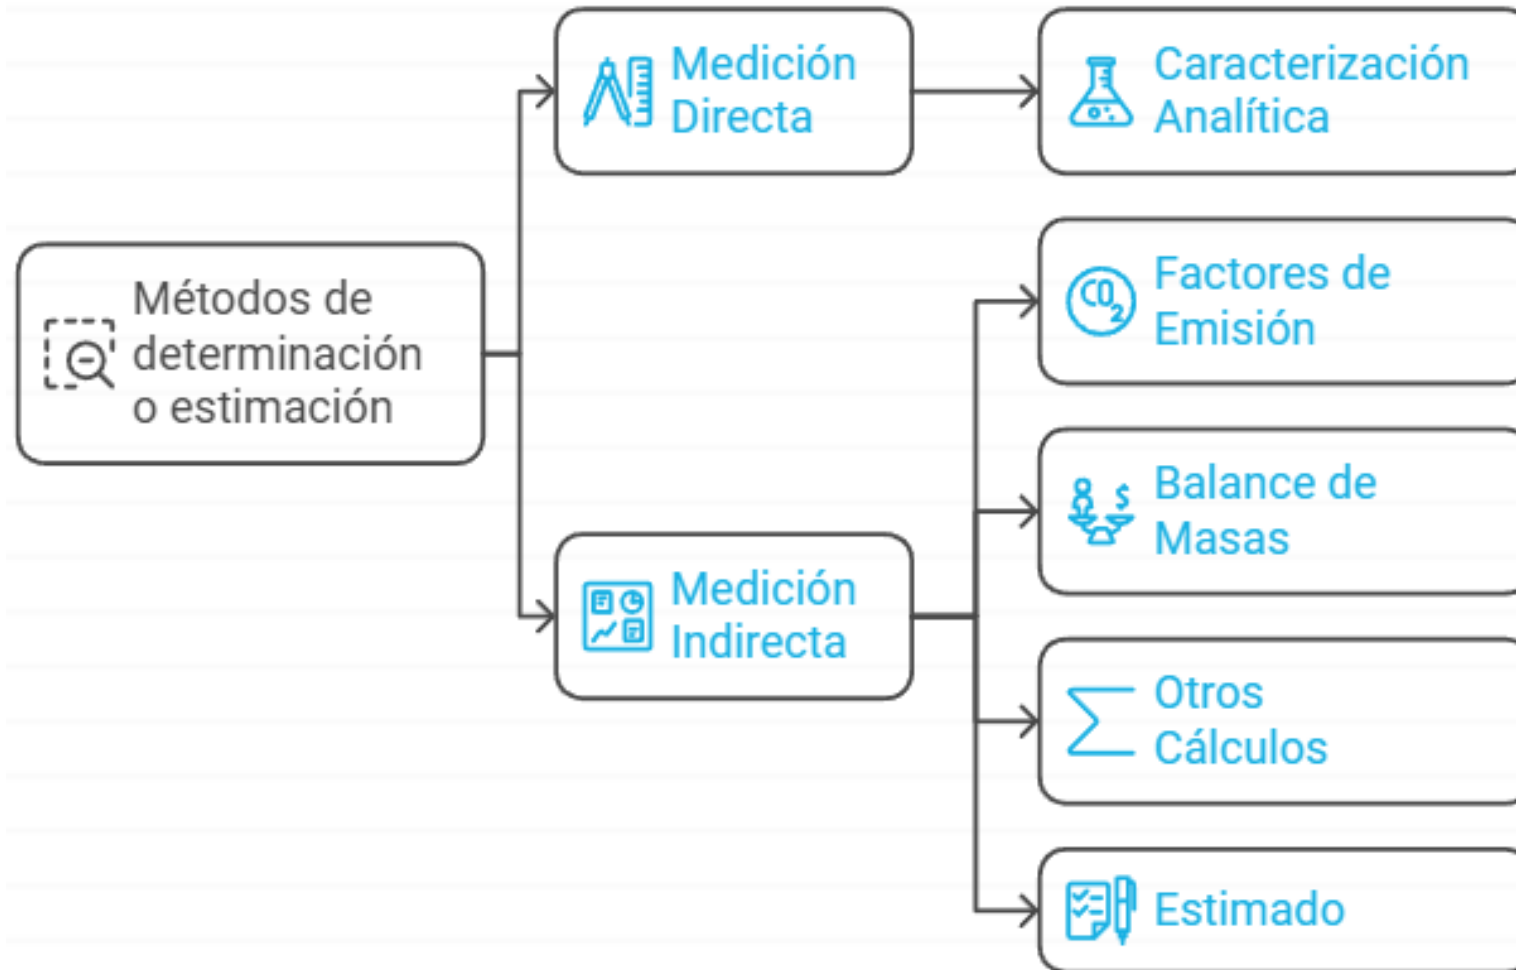 Medición
Directa
Caracterización
Analítica
Métodos de
determinación
o estimación
Factores de
Emisión
CO2
Balance de
Masas
$
Medición
Indirecta
Otros
Cálculos
Estimado